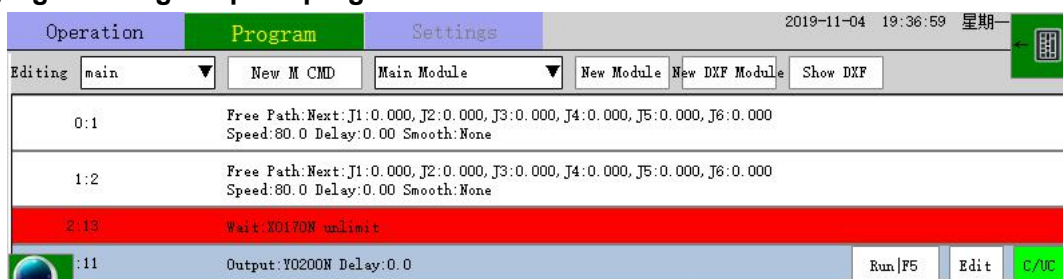 Operation Program Settings 2019-11-04 19:36:59 星期一
Editing main New M CMD Main Module New Module New DXF Module Show DXF
0:1 Free Path:Next:J1:0.000, J2:0.000, J3:0.000, J4:0.000, J5:0.000, J6:0.000
Speed:80.0 Delay:0.00 Smooth:None
1:2 Free Path:Next:J1:0.000, J2:0.000, J3:0.000, J4:0.000, J5:0.000, J6:0.000
Speed:80.0 Delay:0.00 Smooth:None
2:13 Wait:X0170N unlimit
:11 Output:Y0200N Delay:0.0 Run|F5 Edit C/UC